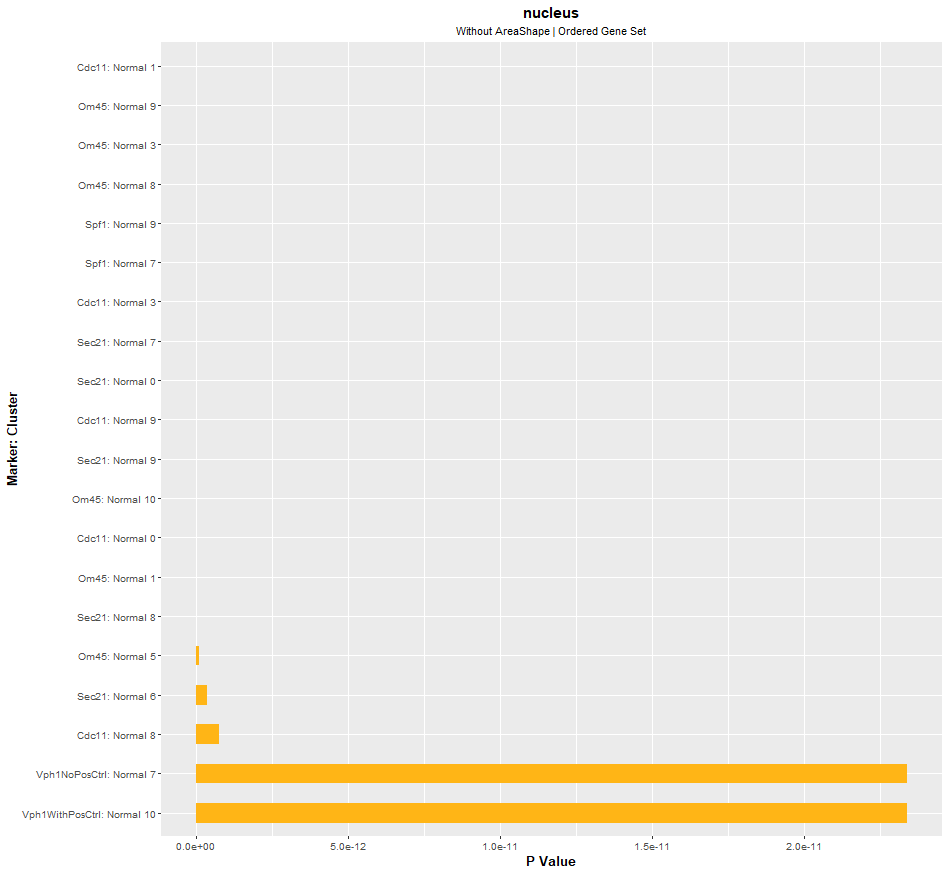 nucleus
Without AreaShape | Ordered Gene Set
Marker: Cluster
Cdc11: Normal 1
Om45: Normal 9
Om45: Normal 3
Om45: Normal 8
Spf1: Normal 9
Spf1: Normal 7
Cdc11: Normal 3
Sec21: Normal 7
Sec21: Normal 0
Cdc11: Normal 9
Sec21: Normal 9
Om45: Normal 10
Cdc11: Normal 0
Om45: Normal 1
Sec21: Normal 8
Om45: Normal 5
Sec21: Normal 6
Cdc11: Normal 8
Vph1NoPosCtrl: Normal 7
Vph1WithPosCtrl: Normal 10
0.0e+00 5.0e-12 1.0e-11 1.5e-11 2.0e-11
P Value